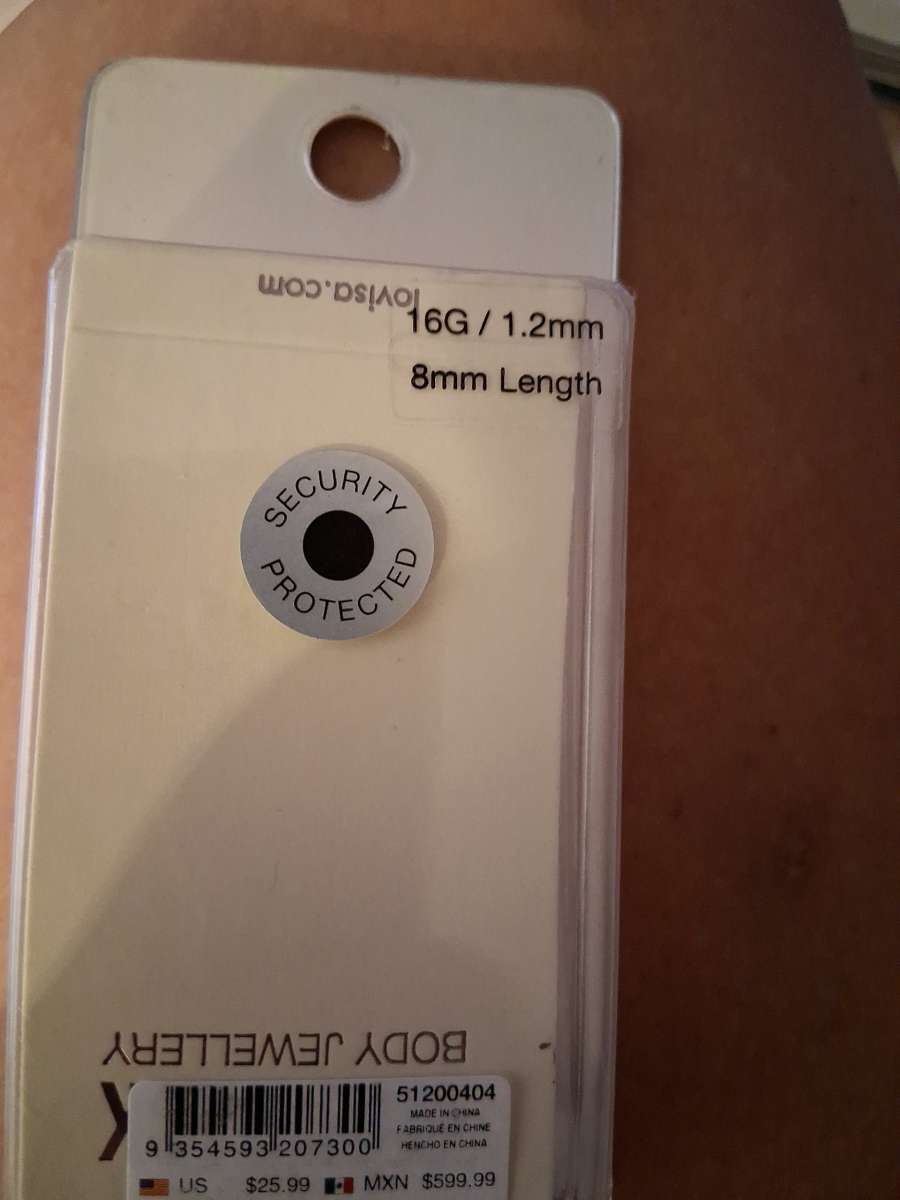 lovisa.com
16G / 1.2mm
8mm Length
SECURITY
PROTECTED
BODY JEWELLERY
51200404
MADE IN CHINA
FABRIQUÉ EN CHINE
HENCHO EN CHINA
9 354593 207300
US $25.99 MXN $599.99